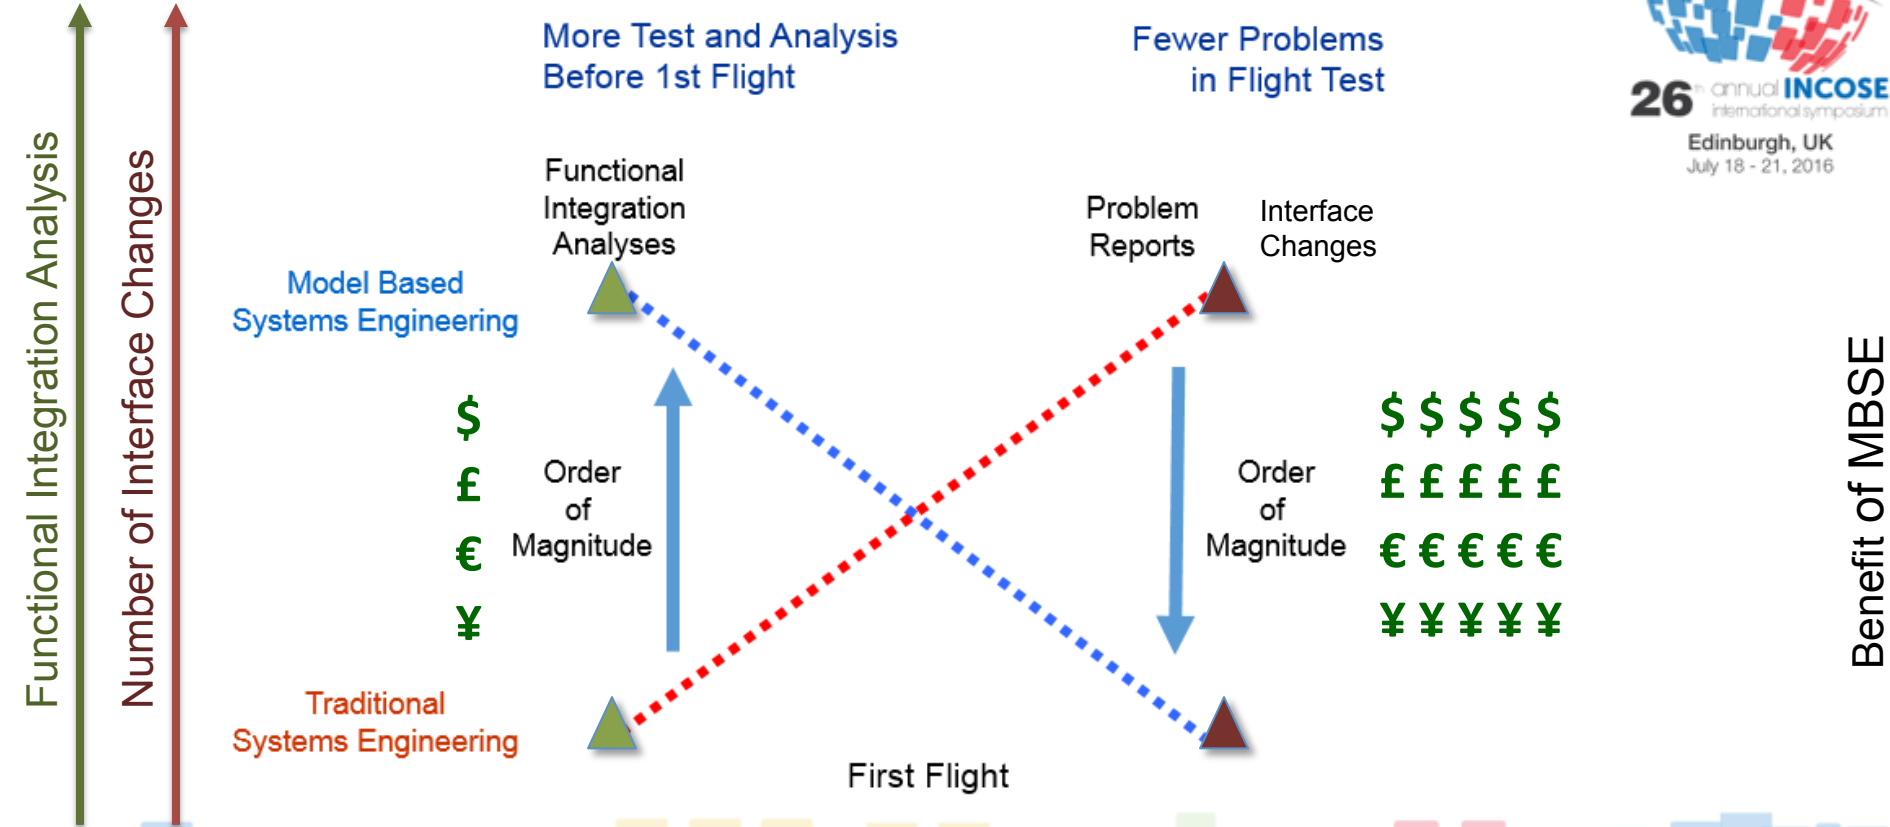 More Test and Analysis
Before 1st Flight
Fewer Problems
in Flight Test
26th annual INCOSE
international symposium
Edinburgh, UK
July 18 - 21, 2016
Functional Integration Analysis
Number of Interface Changes
Functional
Integration
Analyses
Problem
Reports
Interface
Changes
Model Based
Systems Engineering
$
£
€
¥
Order
of
Magnitude
Order
of
Magnitude
$ $ $ $ $
£ £ £ £ £
€ € € € €
¥ ¥ ¥ ¥ ¥
Benefit of MBSE
Traditional
Systems Engineering
First Flight